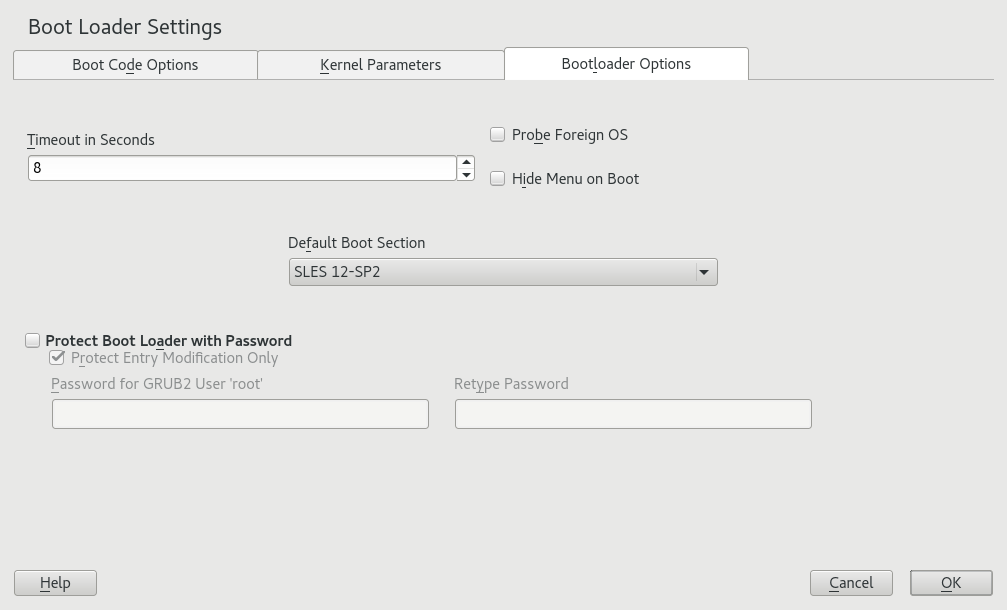 Boot Loader Settings
Boot Code Options
Kernel Parameters
Bootloader Options
Timeout in Seconds
8
Probe Foreign OS
Hide Menu on Boot
Default Boot Section
SLES 12-SP2
Protect Boot Loader with Password
Protect Entry Modification Only
Password for GRUB2 User 'root'
Retype Password
Help
Cancel
OK